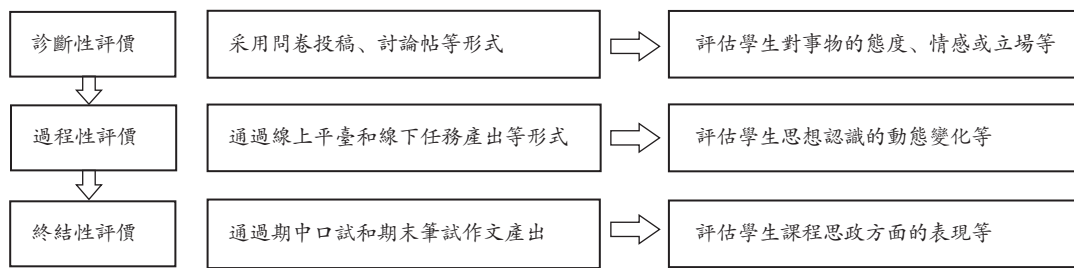 診斷性評價
采用問卷投稿、討論帖等形式
評估學生對事物的態度、情感或立場等
過程性評價
通過線上平臺和線下任務產出等形式
評估學生思想認識的動態變化等
終結性評價
通過期中口試和期末筆試作文產出
評估學生課程思政方面的表現等